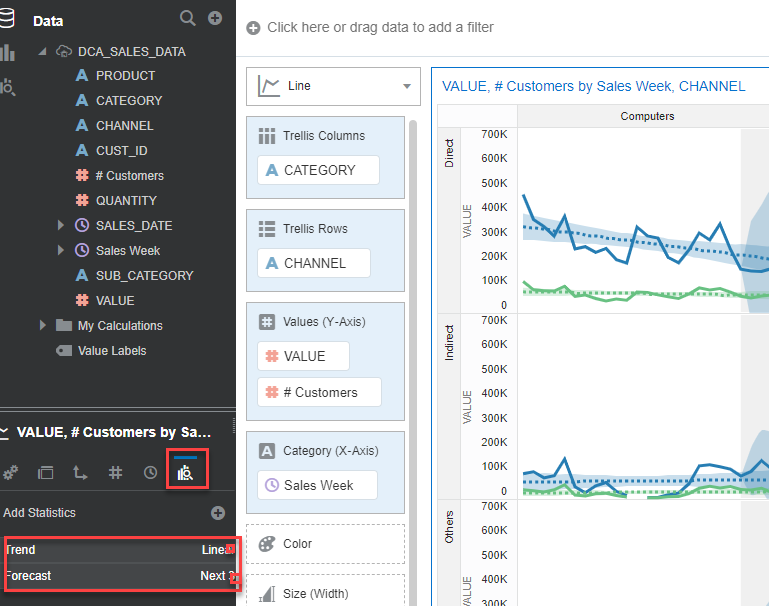 Data
DCA_SALES_DATA
A PRODUCT
A CATEGORY
A CHANNEL
A CUST_ID
# # Customers
# QUANTITY
SALES_DATE
Sales Week
A SUB_CATEGORY
# VALUE
My Calculations
Value Labels
VALUE, # Customers by Sa...
Add Statistics
Trend Linea
Forecast Next 3
Click here or drag data to add a filter
Line
Trellis Columns
A CATEGORY
Trellis Rows
A CHANNEL
# Values (Y-Axis)
# VALUE
# # Customers
A Category (X-Axis)
Sales Week
Color
Size (Width)
VALUE, # Customers by Sales Week, CHANNEL
Computers
Direct
VALUE
700K
600K
500K
400K
300K
200K
100K
0
Indirect
VALUE
700K
600K
500K
400K
300K
200K
100K
0
Others
VALUE
700K
600K
500K
400K
300K